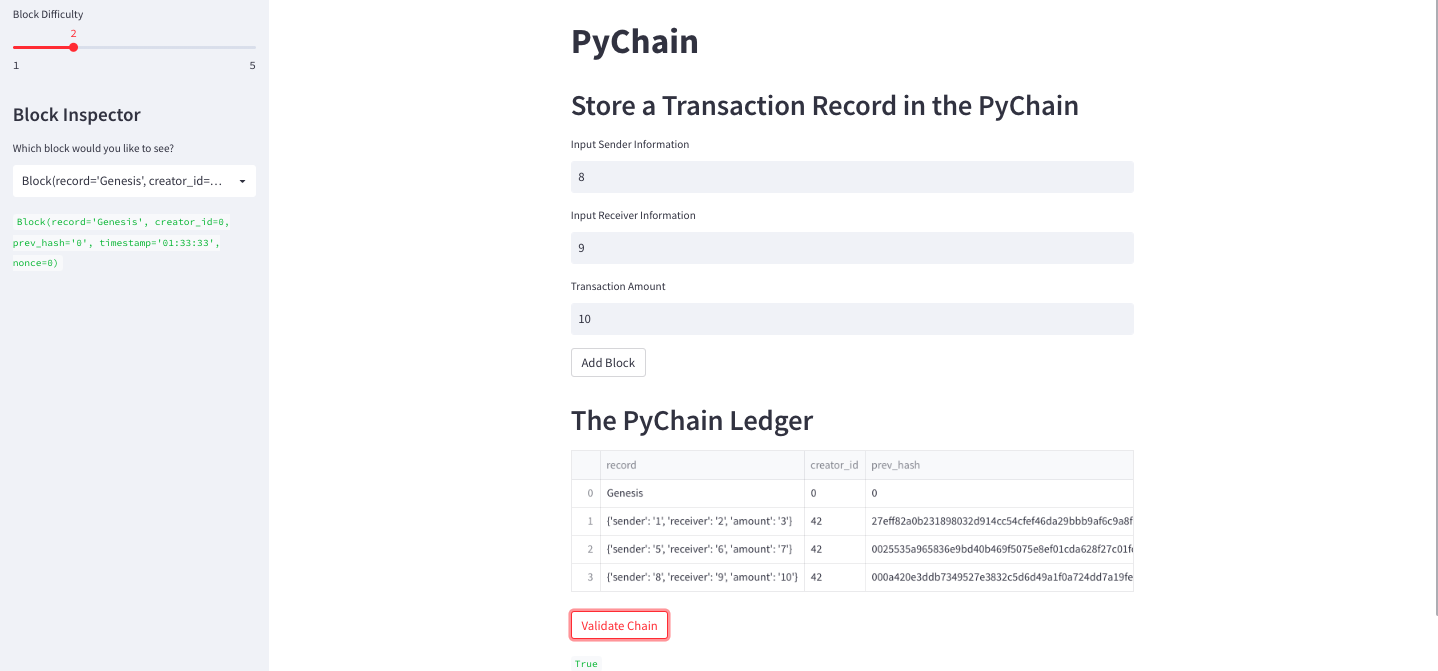 Block Difficulty
2
1 5
Block Inspector
Which block would you like to see?
Block(record='Genesis', creator_id=...
Block(record='Genesis', creator_id=0,
prev_hash='0', timestamp='01:33:33',
nonce=0)
PyChain
Store a Transaction Record in the PyChain
Input Sender Information
8
Input Receiver Information
9
Transaction Amount
10
Add Block
The PyChain Ledger
record creator_id prev_hash
0 Genesis 0 0
1 {'sender': '1', 'receiver': '2', 'amount': '3'} 42 27eff82a0b231898032d914cc54cfef46da29bbb9af6c9a8f
2 {'sender': '5', 'receiver': '6', 'amount': '7'} 42 0025535a965836e9bd40b469f5075e8ef01cda628f27c01f
3 {'sender': '8', 'receiver': '9', 'amount': '10'} 42 000a420e3ddb7349527e3832c5d6d49a1f0a724dd7a19fe
Validate Chain
True